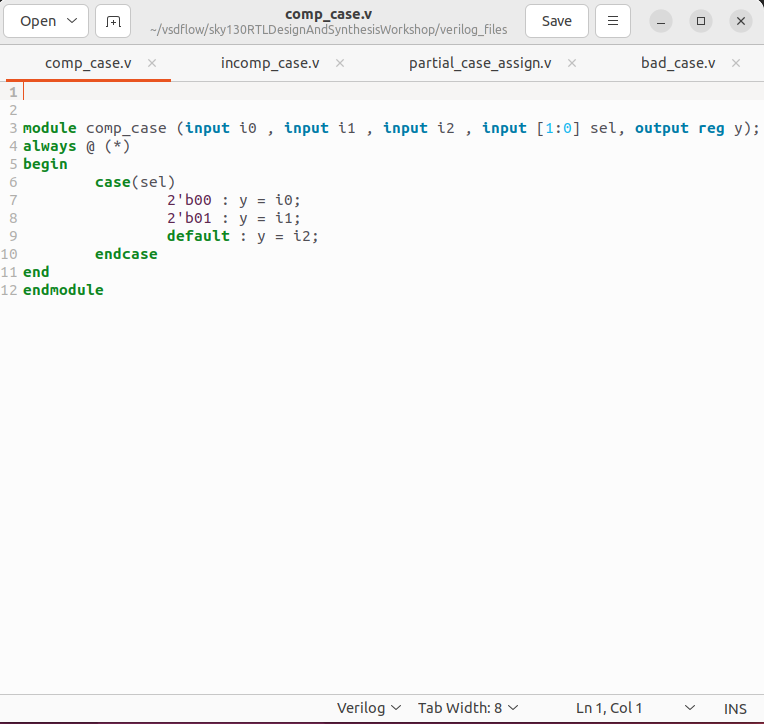 Open
comp_case.v
~/vsdflow/sky130RTLDesignAndSynthesisWorkshop/verilog_files
Save
comp_case.v
incomp_case.v
partial_case_assign.v
bad_case.v
1
2
3 module comp_case (input i0 , input i1 , input i2 , input [1:0] sel, output reg y);
4 always @ (*)
5 begin
6 case(sel)
7 2'b00 : y = i0;
8 2'b01 : y = i1;
9 default : y = i2;
10 endcase
11 end
12 endmodule
Verilog
Tab Width: 8
Ln 1, Col 1
INS